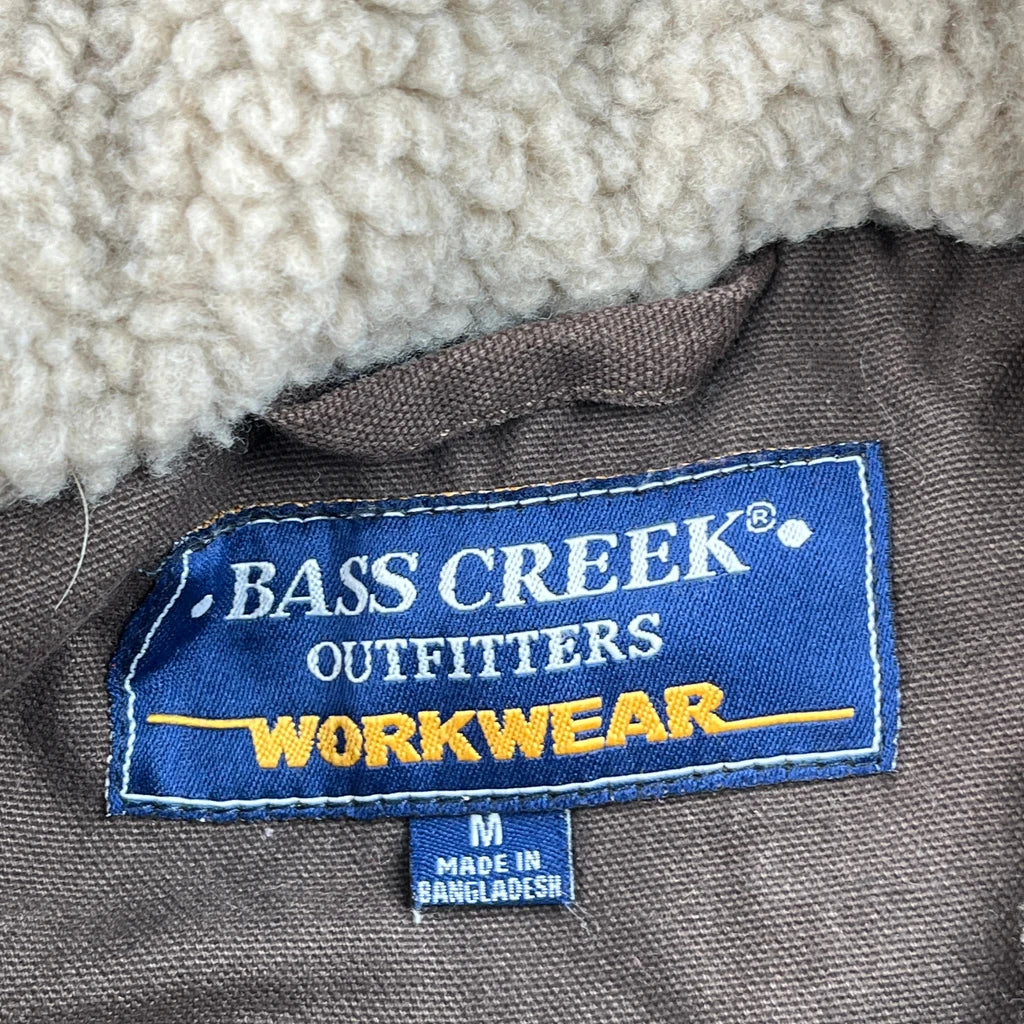 BASS CREEK®
OUTFITTERS
WORKWEAR
M
MADE IN
BANGLADESH